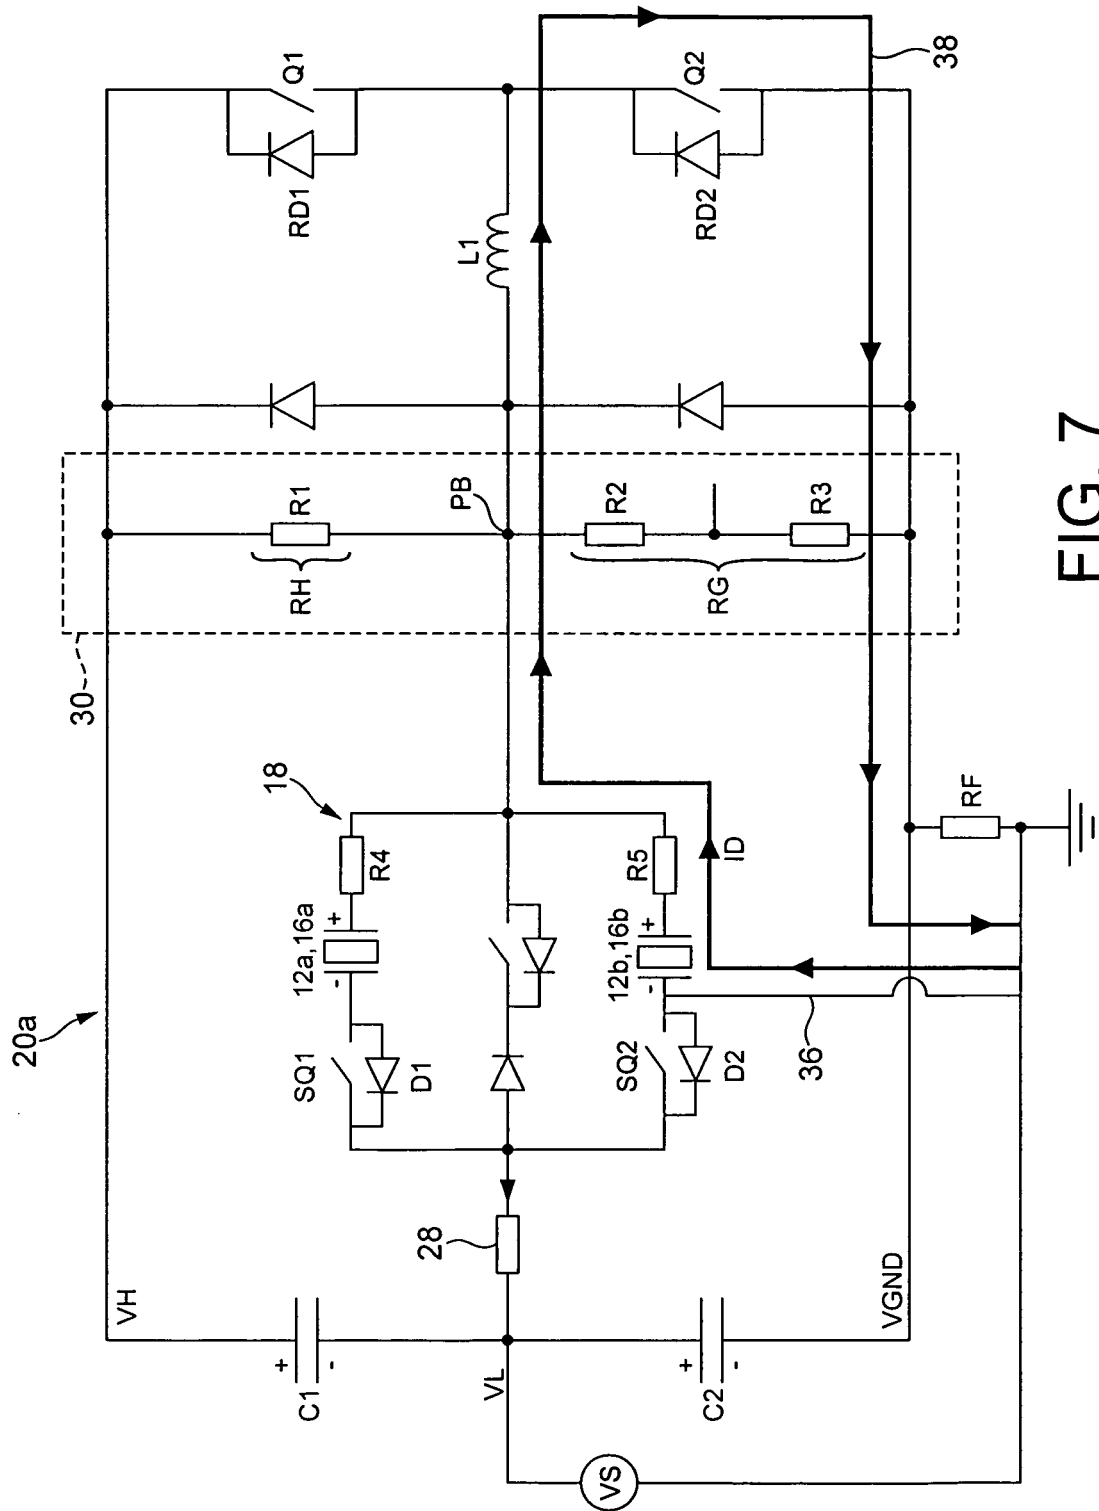 20a
VH
C1
+
-
VL
C2
+
-
VS
VGND
28
SQ1
D1
12a,16a
-
+
R4
18
SQ2
D2
12b,16b
-
+
R5
36
ID
RF
30
RH
R1
PB
R2
RG
R3
L1
RD1
Q1
RD2
Q2
38
FIG. 7